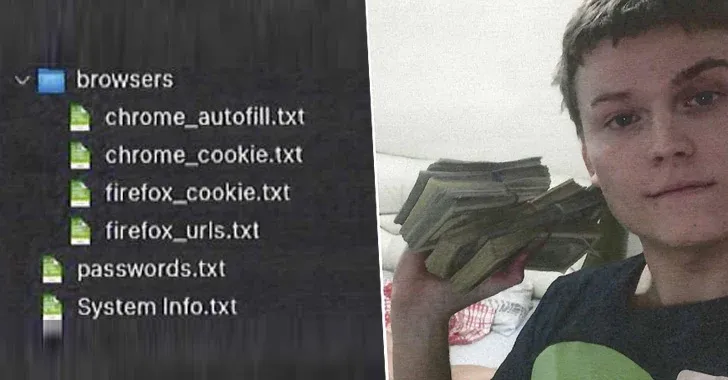 browsers
chrome_autofill.txt
chrome_cookie.txt
firefox_cookie.txt
firefox_urls.txt
passwords.txt
System Info.txt